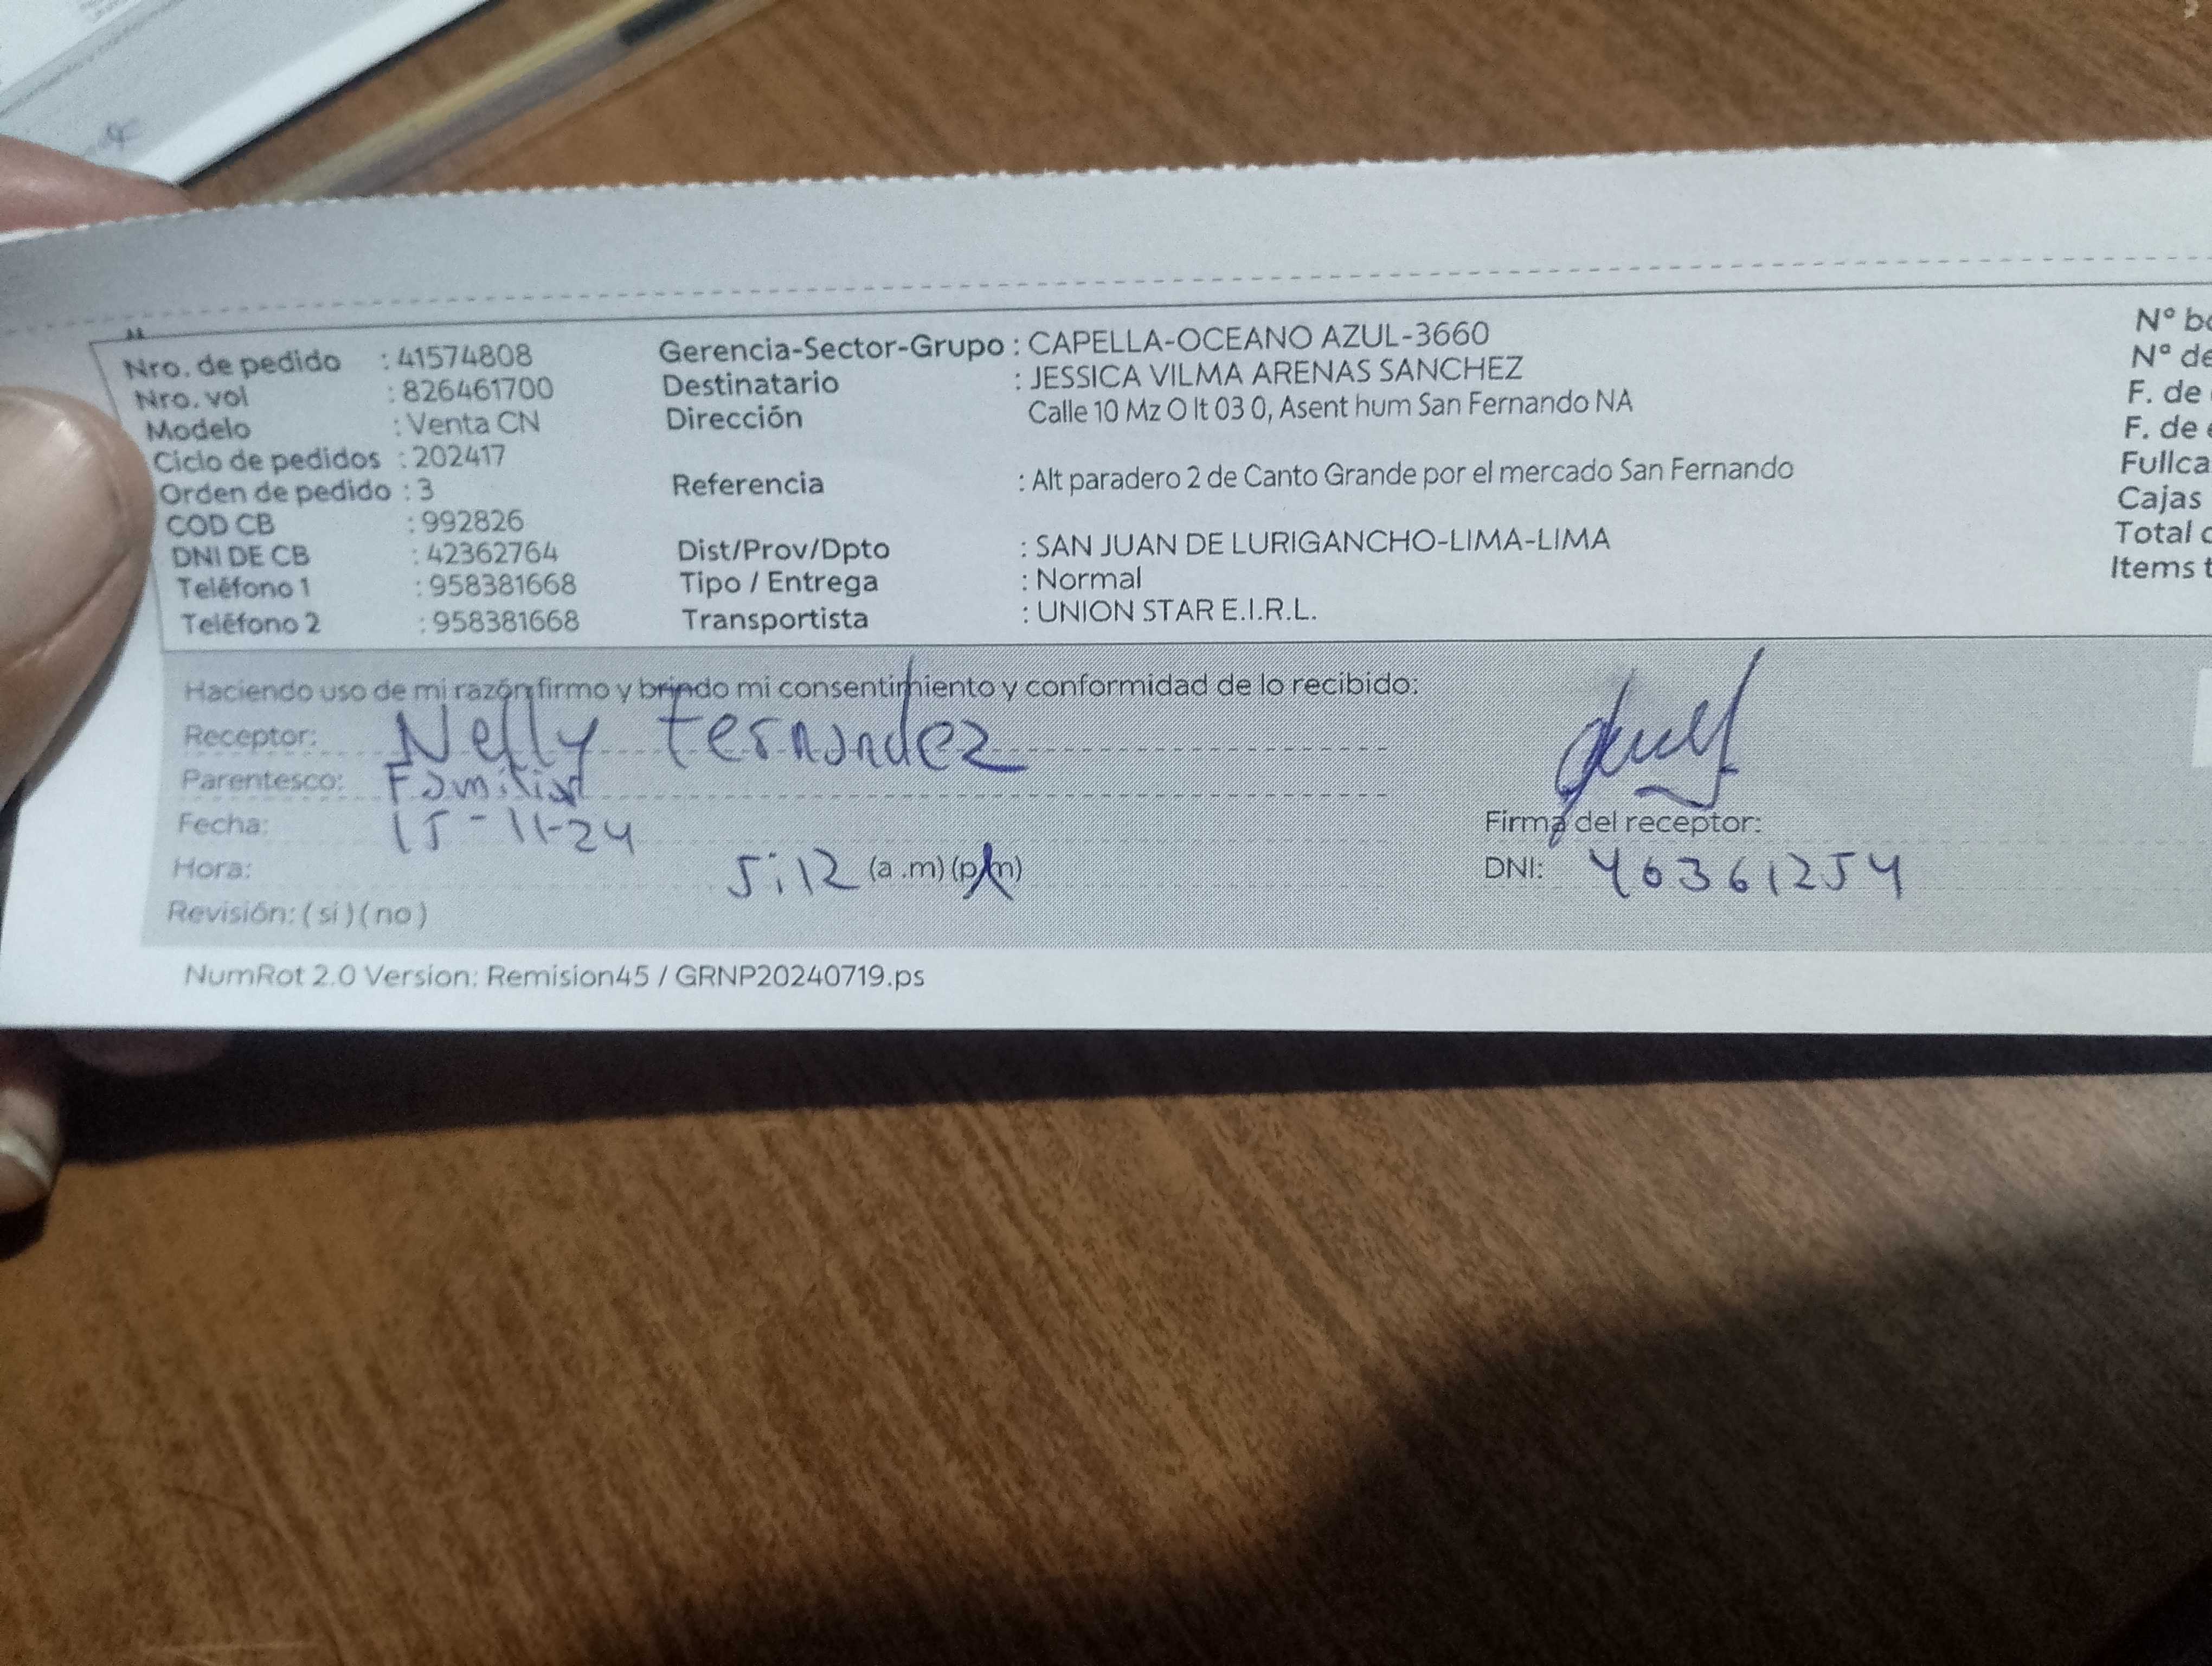 Nro. de pedido : 41574808
Nro. vol : 826461700
Modelo : Venta CN
Ciclo de pedidos : 202417
Orden de pedido : 3
COD CB : 992826
DNI DE CB : 42362764
Teléfono 1 : 958381668
Teléfono 2 : 958381668
Gerencia-Sector-Grupo : CAPELLA-OCEANO AZUL-3660
Destinatario : JESSICA VILMA ARENAS SANCHEZ
Dirección Calle 10 Mz O lt 03 0, Asent hum San Fernando NA
Referencia : Alt paradero 2 de Canto Grande por el mercado San Fernando
Dist/Prov/Dpto : SAN JUAN DE LURIGANCHO-LIMA-LIMA
Tipo / Entrega : Normal
Transportista : UNION STAR E.I.R.L.
Nº
Nº de
F. de
F. de
Cajas
Total
Items
Haciendo uso de mi razón firmo y brindo mi consentimiento y conformidad de lo recibido:
Receptor: Nelly Fernandez
Parentesco: Familiar
Fecha: 15-11-24
Hora: 5:12 (a.m) (p.m)
Revisión: (si) (no)
Firma del receptor:
DNI: 46361254
NumRot 2.0 Version: Remision45 / GRNP20240719.ps